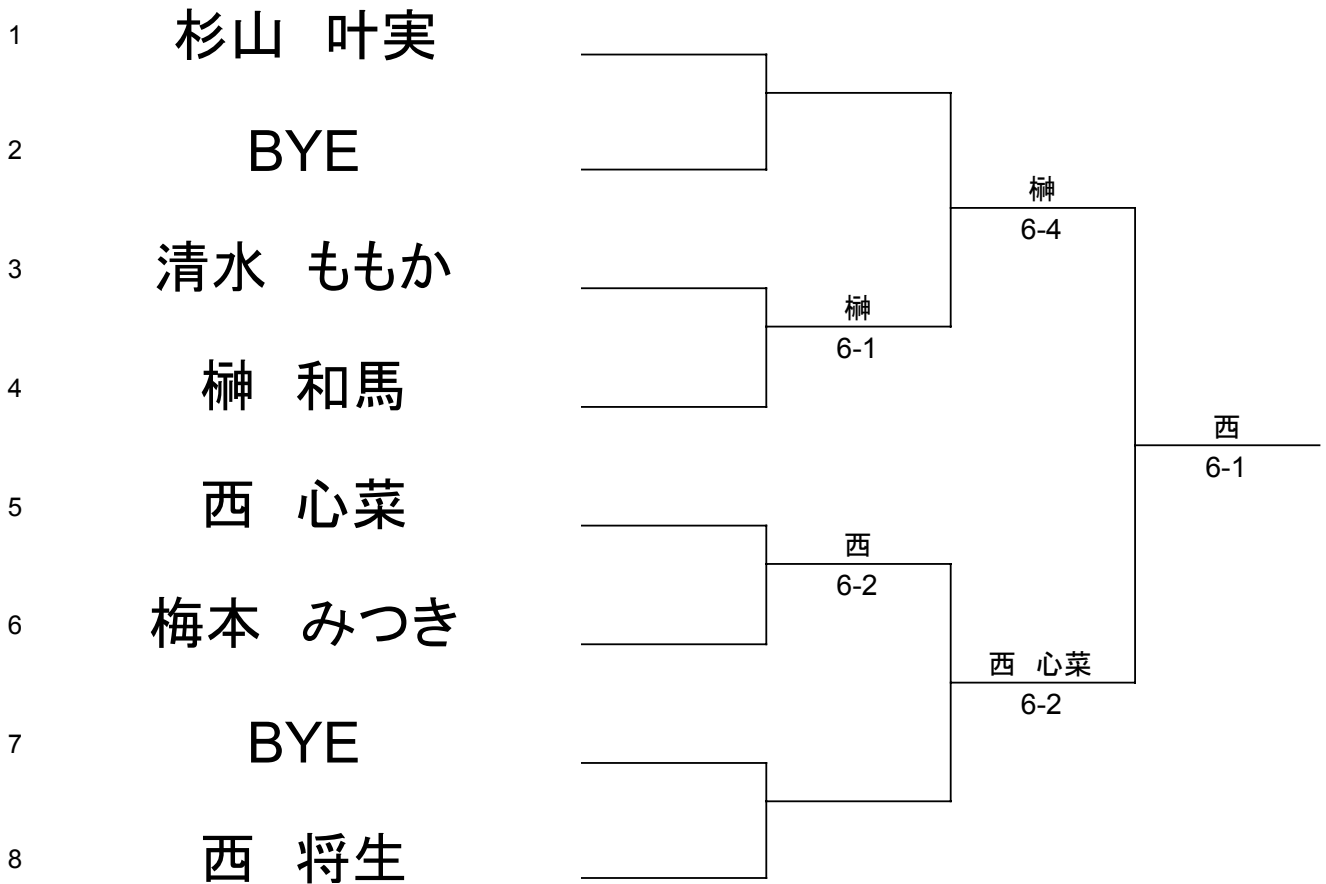 1 杉山　叶実
2 BYE
榊
6-4
3 清水　ももか
榊
6-1
4 榊　和馬
西
6-1
5 西　心菜
西
6-2
6 梅本　みつき
西　心菜
6-2
7 BYE
8 西　将生